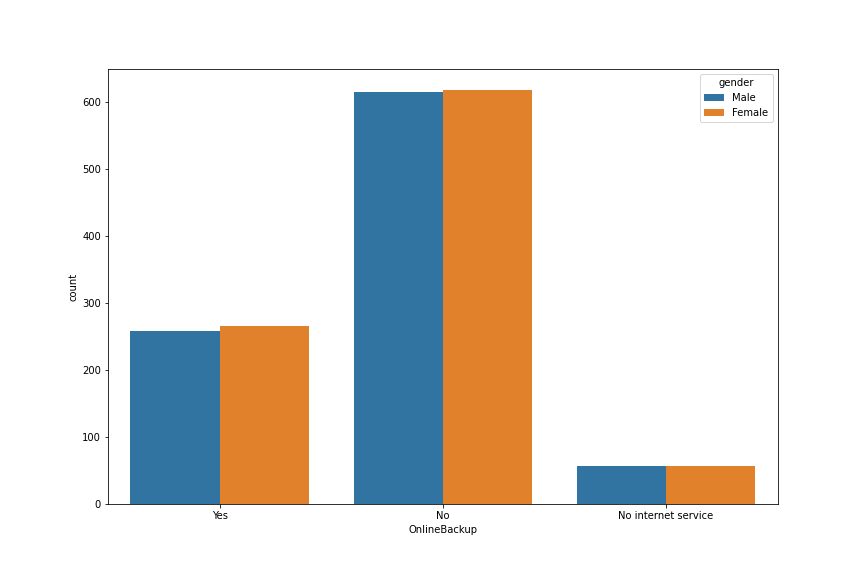 gender
Male
Female
600
500
400
300
200
100
0
count
Yes
No
No internet service
OnlineBackup